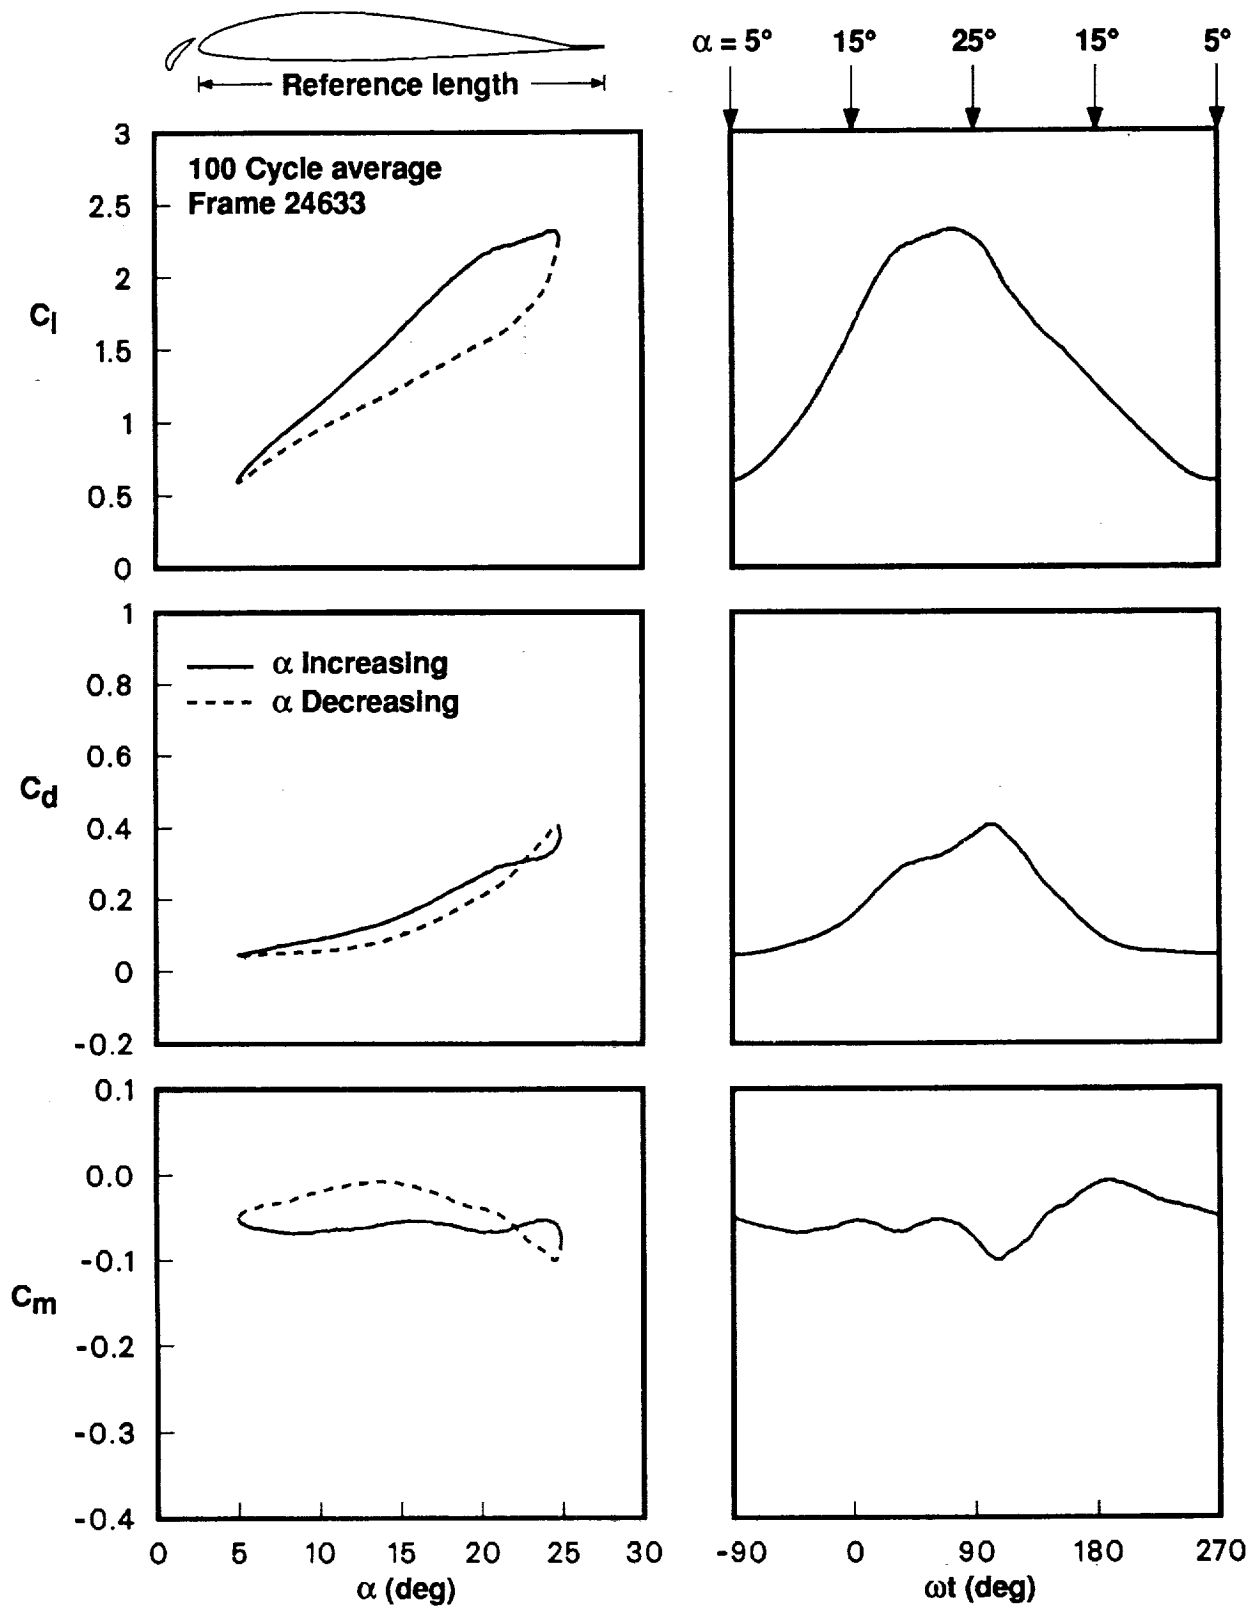 α = 5° 15° 25° 15° 5°
Reference length
3
100 Cycle average
Frame 24633
2.5
2
Cl
1.5
1
0.5
0
1
α Increasing
0.8
α Decreasing
0.6
Cd
0.4
0.2
0
-0.2
0.1
0.0
-0.1
Cm
-0.2
-0.3
-0.4
0 5 10 15 20 25 30
α (deg)
-90 0 90 180 270
ωt (deg)